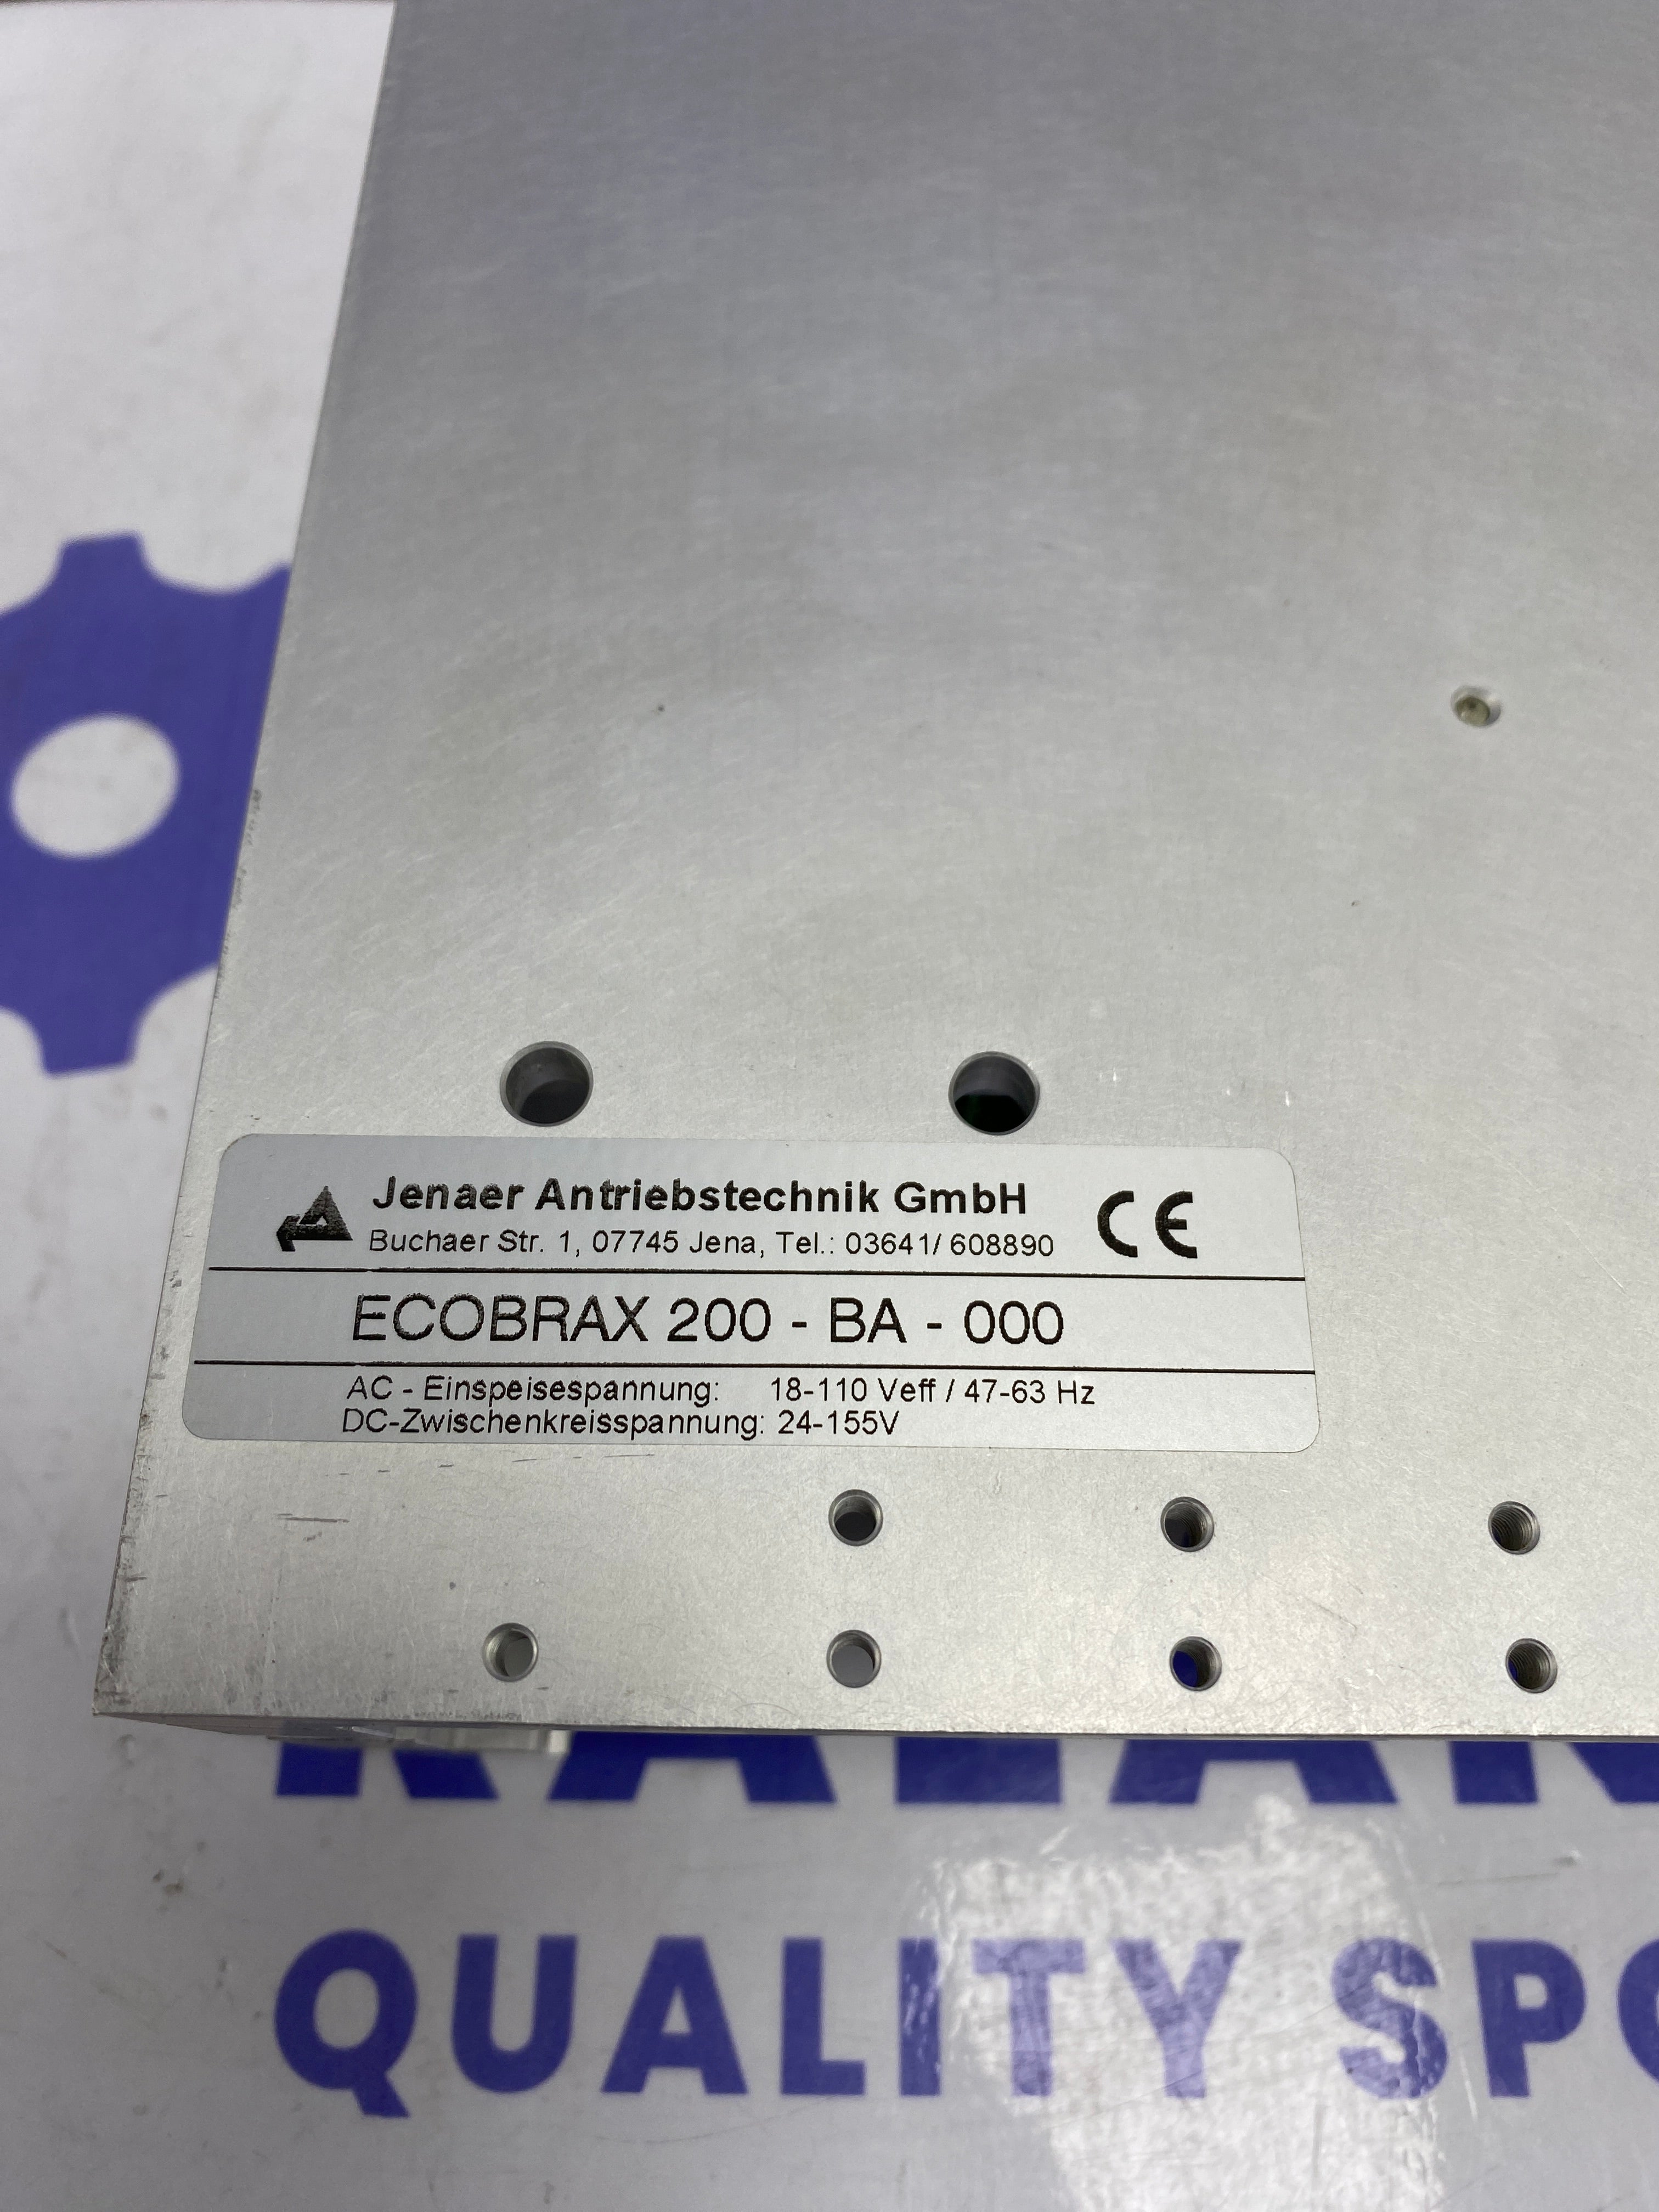 Jenaer Antriebstechnik GmbH CE
Buchaer Str. 1, 07745 Jena, Tel.: 03641/ 608890
ECOBRAX 200 - BA - 000
AC - Einspeisespannung: 18-110 Veff / 47-63 Hz
DC-Zwischenkreisspannung: 24-155V
QUALITY